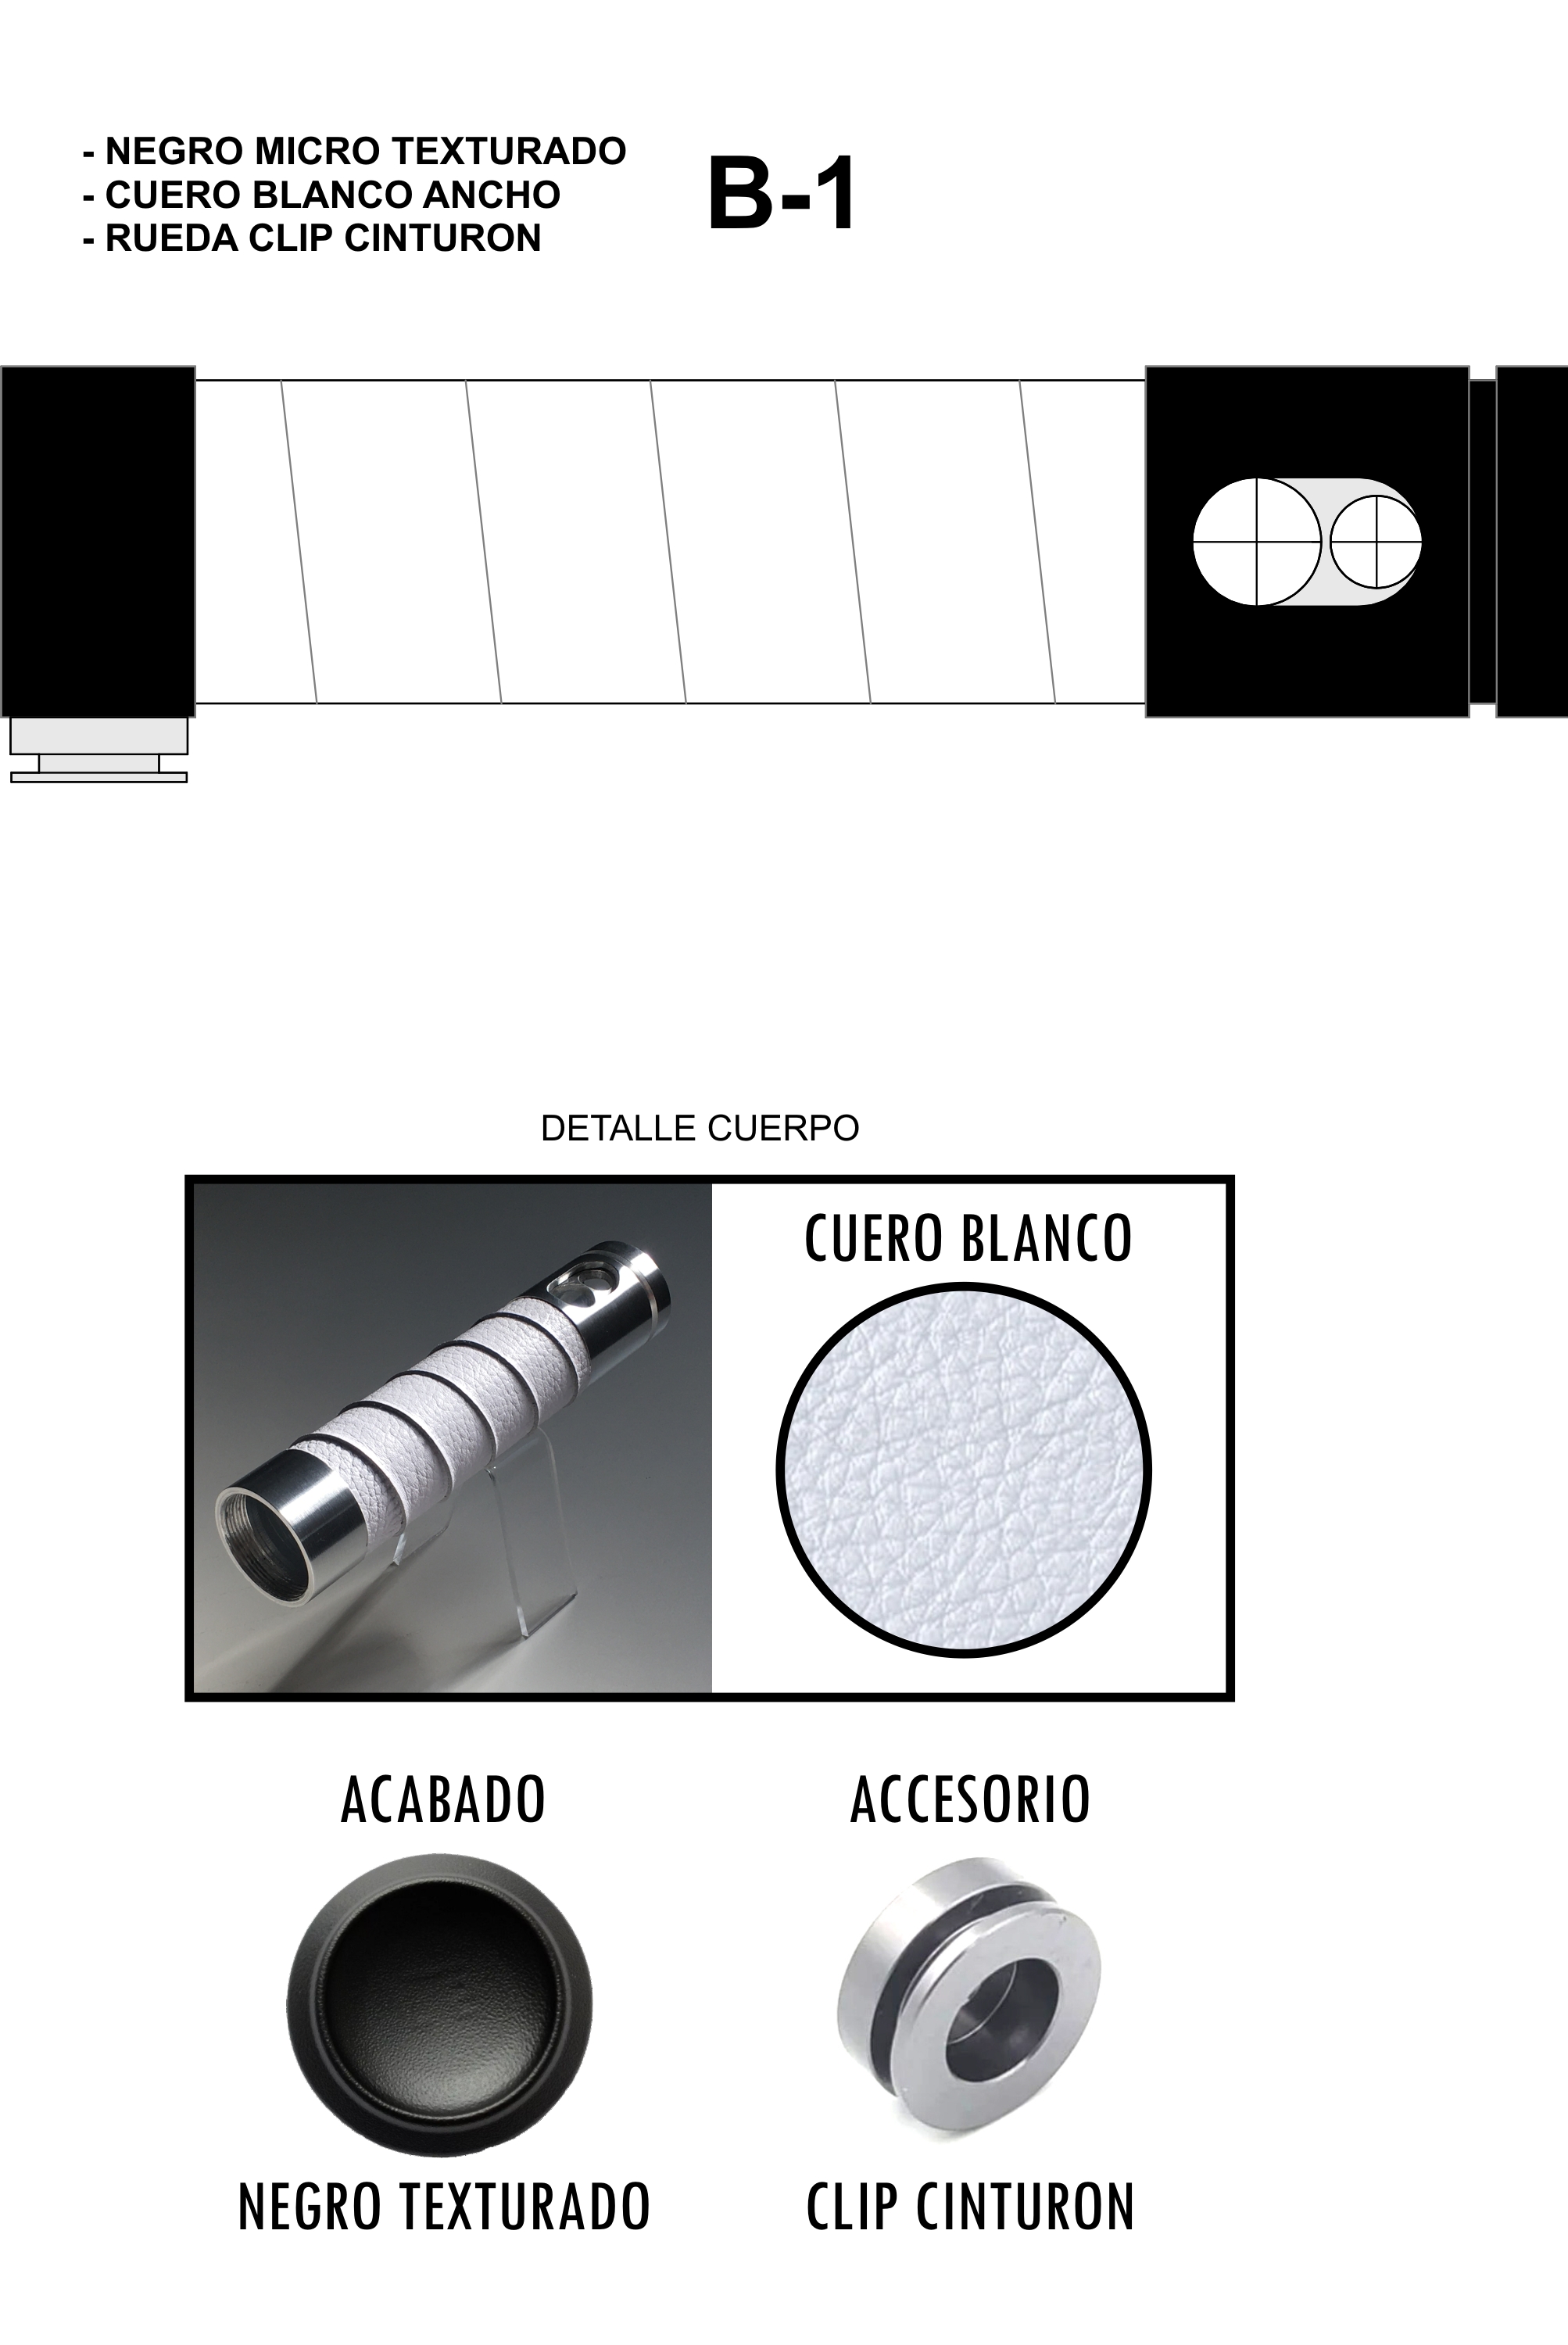 - NEGRO MICRO TEXTURADO
- CUERO BLANCO ANCHO
- RUEDA CLIP CINTURON
B-1
DETALLE CUERPO
CUERO BLANCO
ACABADO
ACCESORIO
NEGRO TEXTURADO
CLIP CINTURON